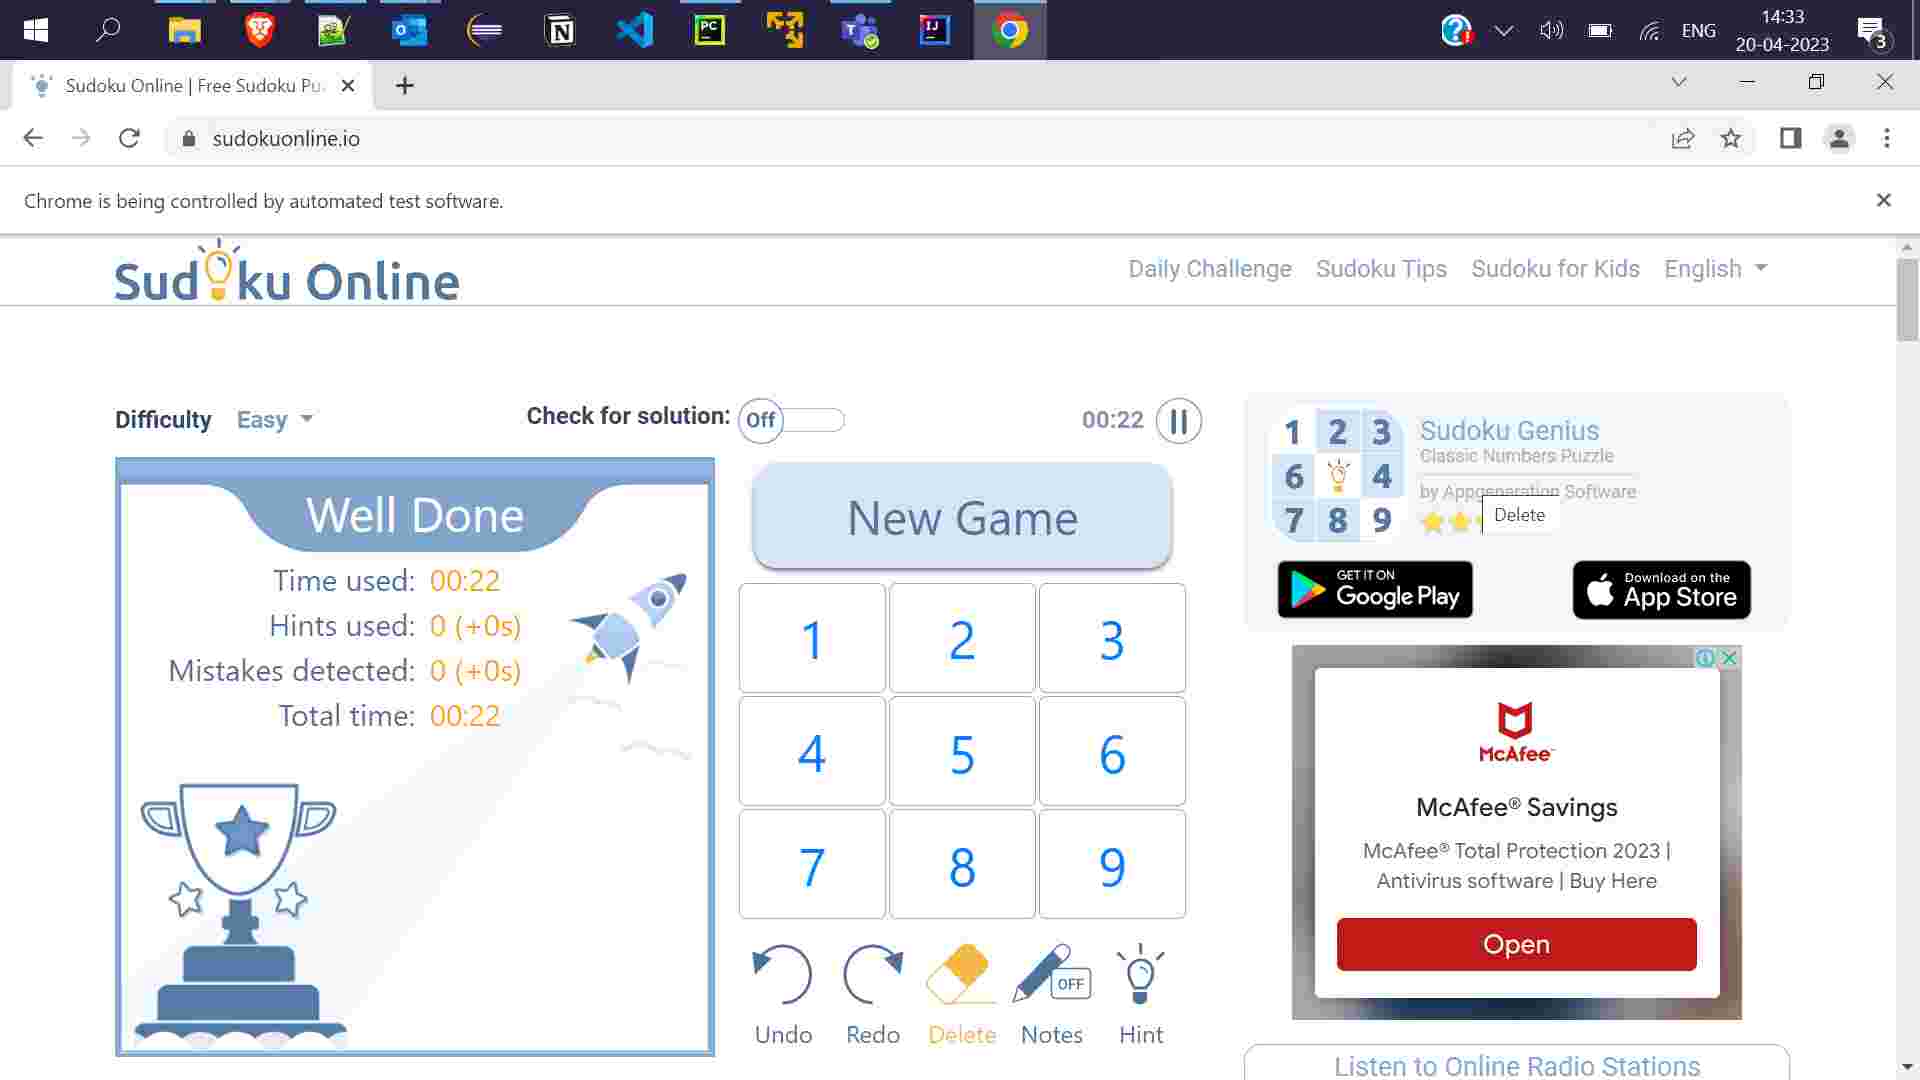 PC
IJ
ENG
14:33
20-04-2023
3
Sudoku Online | Free Sudoku Pu
sudokuonline.io
Chrome is being controlled by automated test software.
Sudoku Online
Daily Challenge
Sudoku Tips
Sudoku for Kids
English
Difficulty
Easy
Check for solution:
Off
00:22
Well Done
Time used: 00:22
Hints used: 0 (+0s)
Mistakes detected: 0 (+0s)
Total time: 00:22
New Game
1 2 3
4 5 6
7 8 9
Undo
Redo
Delete
OFF
Notes
Hint
1 2 3
6 4
7 8 9
Sudoku Genius
Classic Numbers Puzzle
by Appgeneration Software
Delete
GET IT ON
Google Play
Download on the
App Store
McAfee™
McAfee® Savings
McAfee® Total Protection 2023 |
Antivirus software | Buy Here
Open
Listen to Online Radio Stations